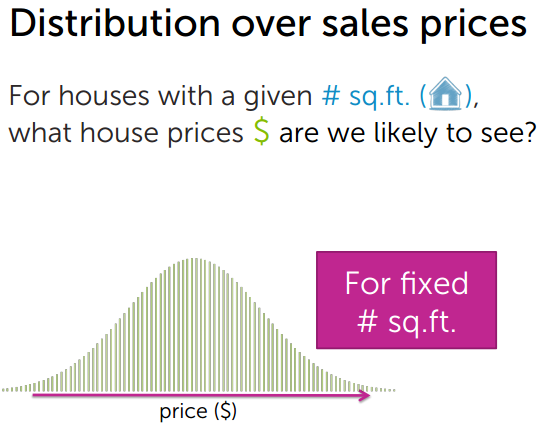 Distribution over sales prices
For houses with a given # sq.ft. (),
what house prices $ are we likely to see?
For fixed
# sq.ft.
price ($)